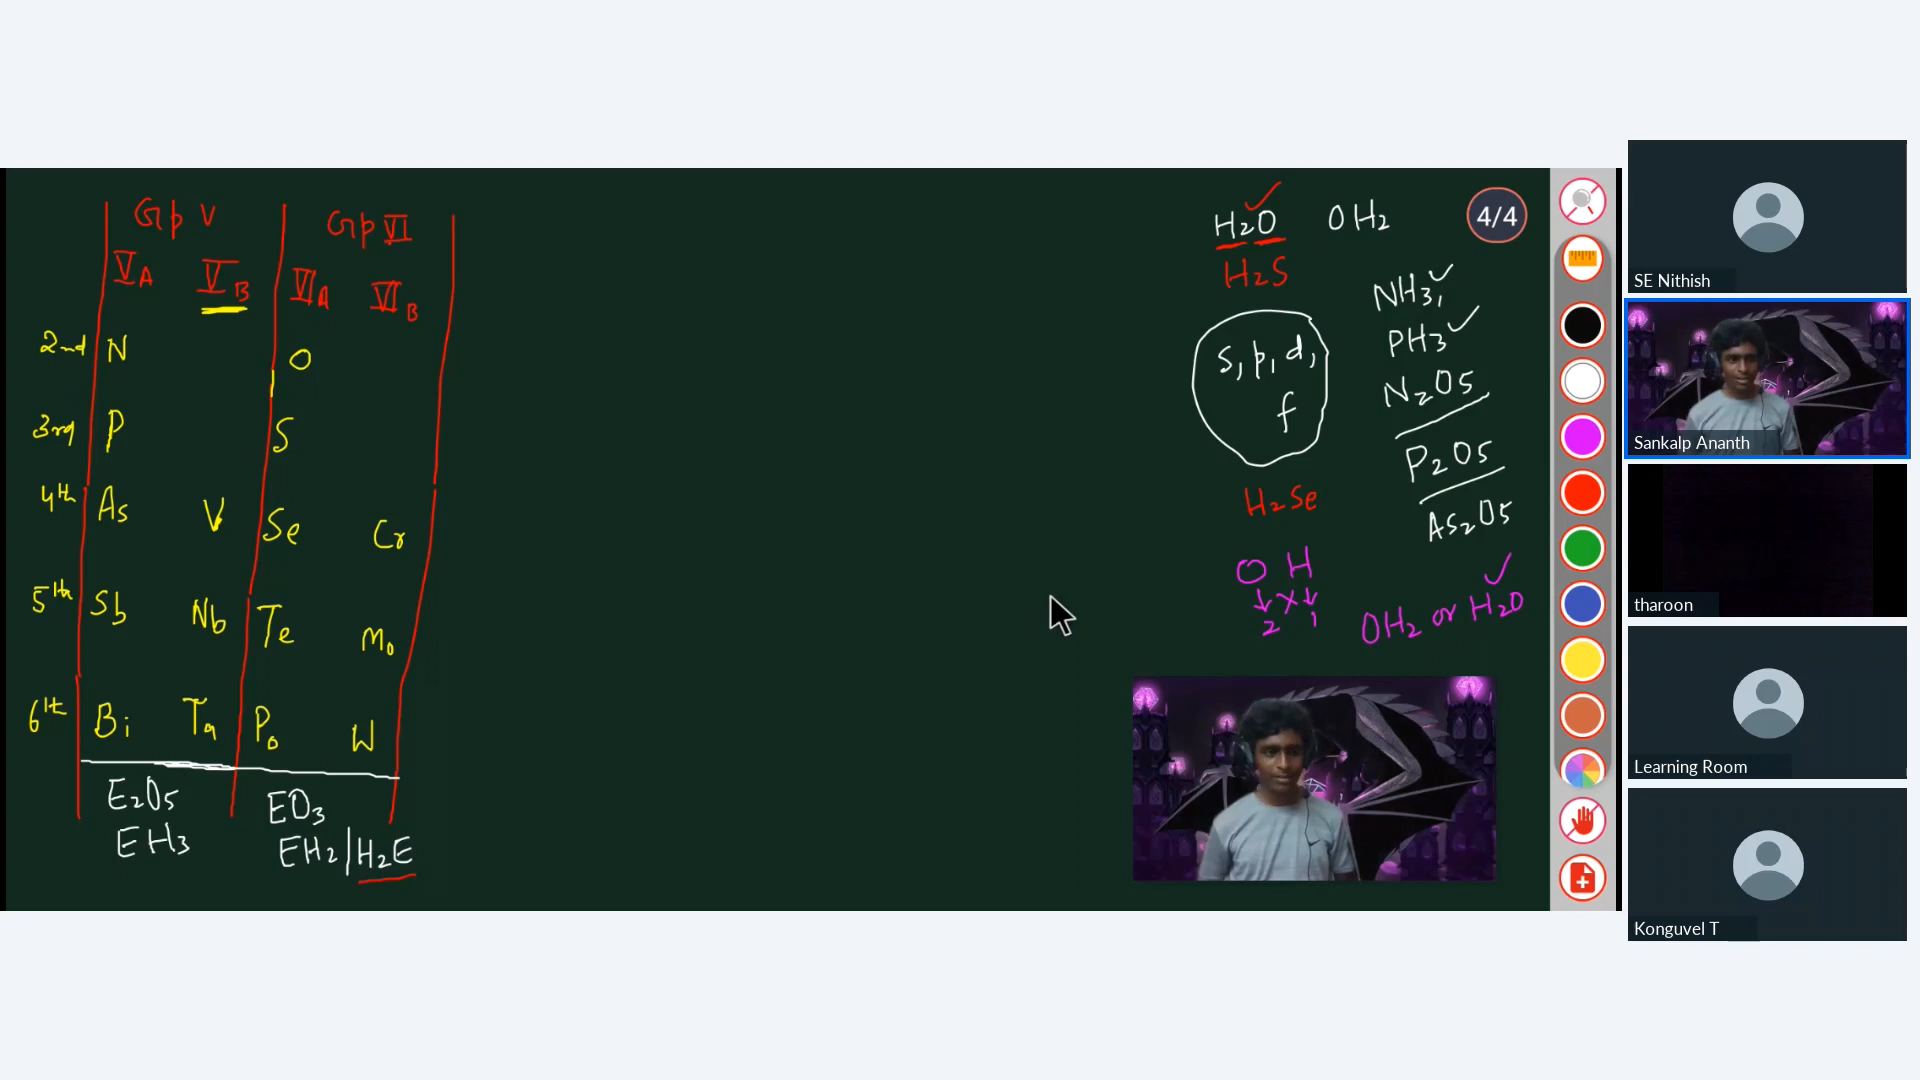 Gp V Gp VI
VA VB VIA VIB
2nd N O
3rd P S
4th As V Se Cr
5th Sb Nb Te Mo
6th Bi Ta Po W
E2O5 EO3
EH3 EH2/H2E
H2O OH2
H2S
s, p, d,
f
H2Se
O H
2 1
OH2 or H2O
NH3,
PH3
N2O5
P2O5
As2O5
4/4
SE Nithish
Sankalp Ananth
tharoon
Learning Room
Konguvel T